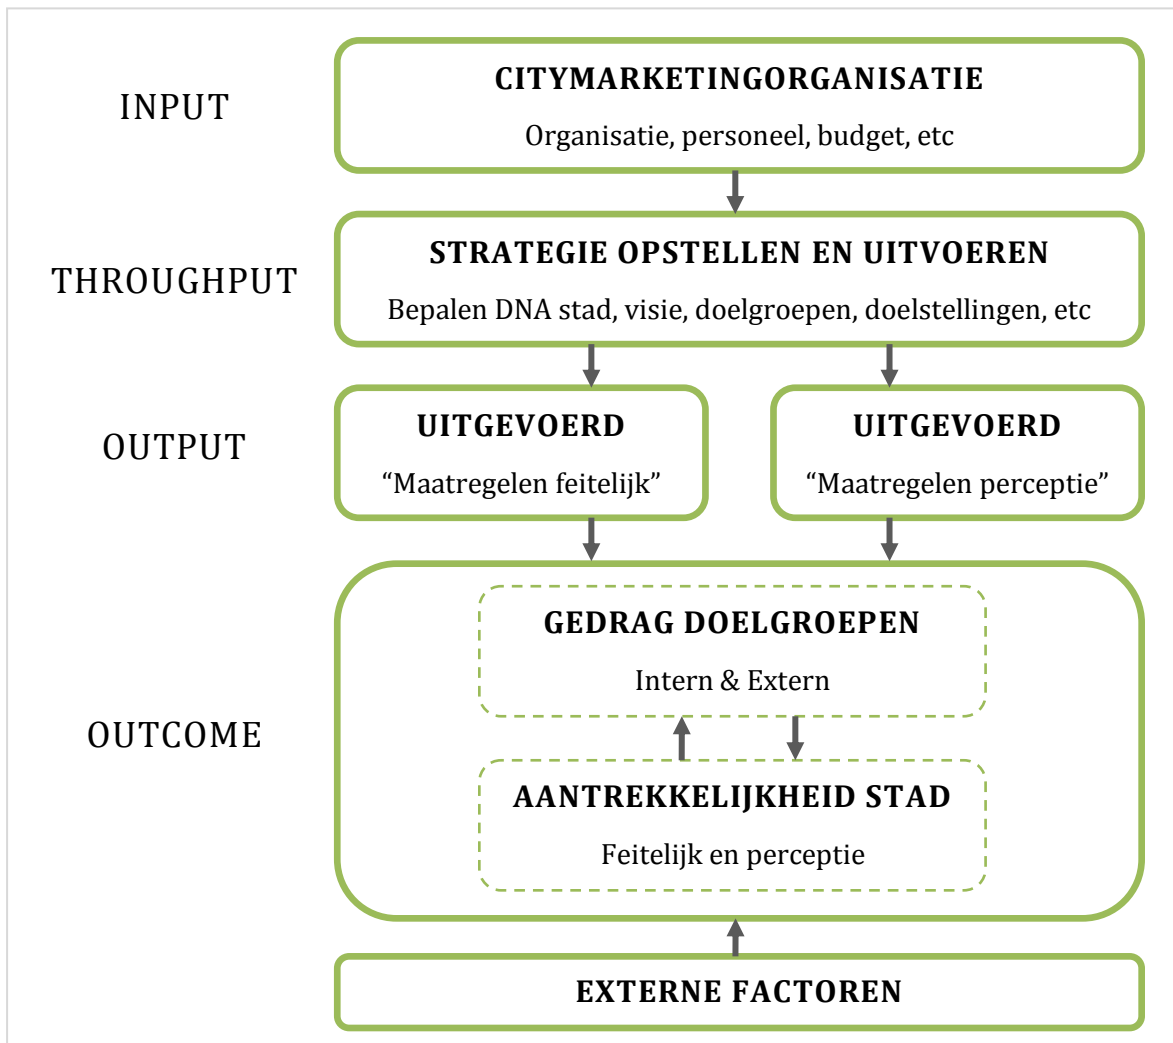 INPUT
CITYMARKETINGORGANISATIE
Organisatie, personeel, budget, etc
THROUGHPUT
STRATEGIE OPSTELLEN EN UITVOEREN
Bepalen DNA stad, visie, doelgroepen, doelstellingen, etc
OUTPUT
UITGEVOERD
“Maatregelen feitelijk”
UITGEVOERD
“Maatregelen perceptie”
OUTCOME
GEDRAG DOELGROEPEN
Intern & Extern
AANTREKKELIJKHEID STAD
Feitelijk en perceptie
EXTERNE FACTOREN